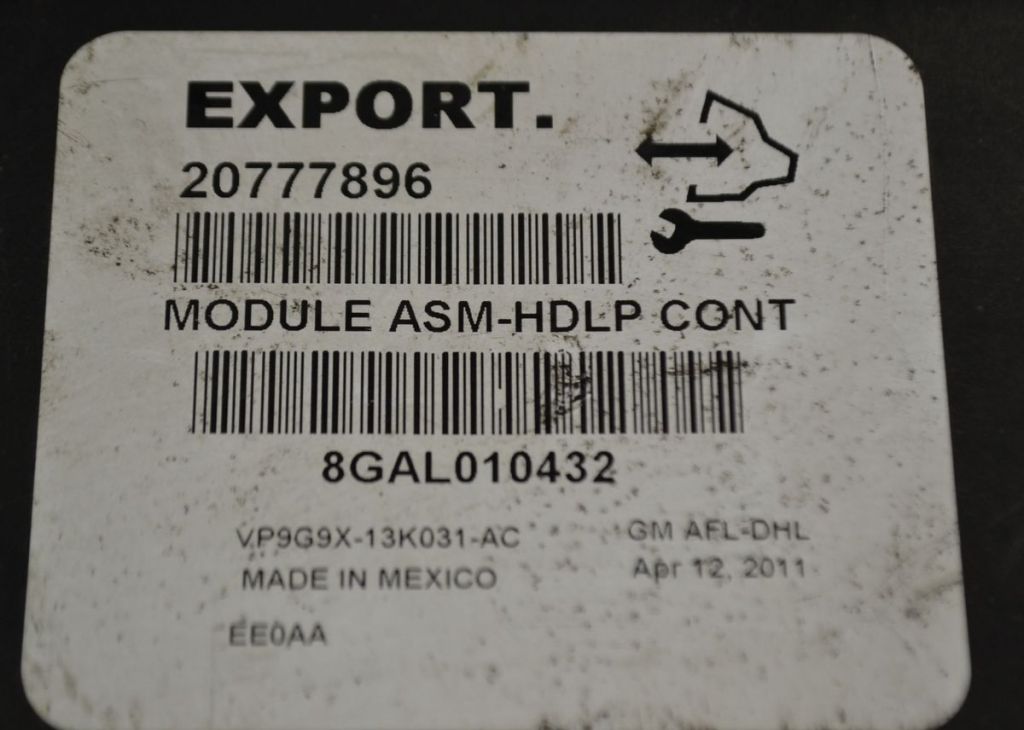 EXPORT.
20777896
MODULE ASM-HDLP CONT
8GAL010432
VP9G9X-13K031-AC GM AFL-DHL
MADE IN MEXICO Apr 12, 2011
EE0AA